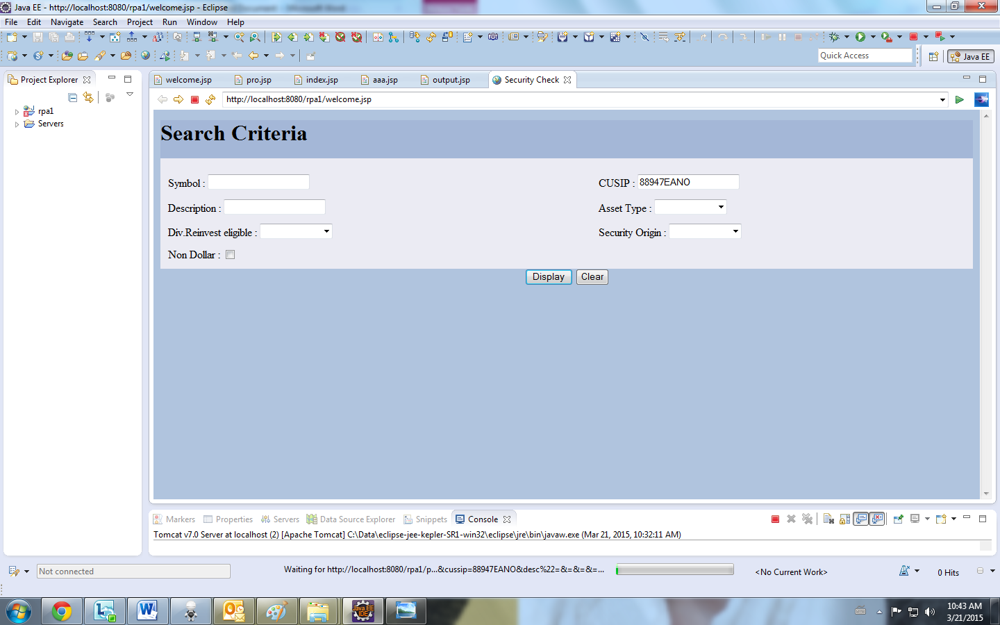 Java EE - http://localhost:8080/rpa1/welcome.jsp - Eclipse
File Edit Navigate Search Project Run Window Help
Quick Access
Java EE
Project Explorer
rpa1
Servers
welcome.jsp pro.jsp index.jsp aaa.jsp output.jsp Security Check
http://localhost:8080/rpa1/welcome.jsp
Search Criteria
Symbol : CUSIP : 88947EANO
Description : Asset Type :
Div.Reinvest eligible : Security Origin :
Non Dollar :
Display Clear
Markers Properties Servers Data Source Explorer Snippets Console
Tomcat v7.0 Server at localhost (2) [Apache Tomcat] C:\Data\eclipse-jee-kepler-SR1-win32\eclipse\jre\bin\javaw.exe (Mar 21, 2015, 10:32:11 AM)
Not connected
Waiting for http://localhost:8080/rpa1/p...&cussip=88947EANO&desc%22=&=&=&=...
<No Current Work>
0 Hits
Java EE
IDE
10:43 AM
3/21/2015